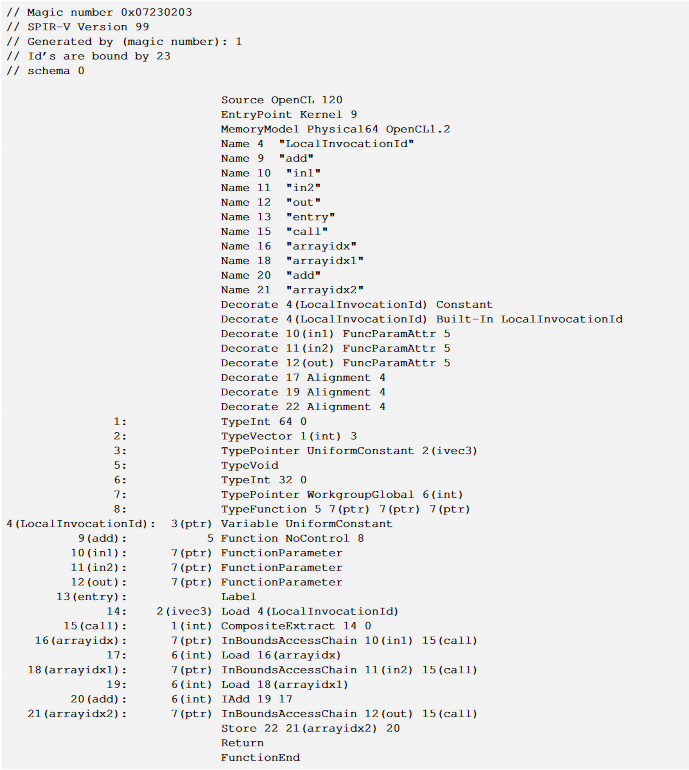 // Magic number 0x07230203
// SPIR-V Version 99
// Generated by (magic number): 1
// Id's are bound by 23
// schema 0
Source OpenCL 120
EntryPoint Kernel 9
MemoryModel Physical64 OpenCL1.2
Name 4 "LocalInvocationId"
Name 9 "add"
Name 10 "in1"
Name 11 "in2"
Name 12 "out"
Name 13 "entry"
Name 15 "call"
Name 16 "arrayidx"
Name 18 "arrayidx1"
Name 20 "add"
Name 21 "arrayidx2"
Decorate 4(LocalInvocationId) Constant
Decorate 4(LocalInvocationId) Built-In LocalInvocationId
Decorate 10(in1) FuncParamAttr 5
Decorate 11(in2) FuncParamAttr 5
Decorate 12(out) FuncParamAttr 5
Decorate 17 Alignment 4
Decorate 19 Alignment 4
Decorate 22 Alignment 4
1: TypeInt 64 0
2: TypeVector 1(int) 3
3: TypePointer UniformConstant 2(ivec3)
5: TypeVoid
6: TypeInt 32 0
7: TypePointer WorkgroupGlobal 6(int)
8: TypeFunction 5 7(ptr) 7(ptr) 7(ptr)
4(LocalInvocationId): 3(ptr) Variable UniformConstant
9(add): 5 Function NoControl 8
10(in1): 7(ptr) FunctionParameter
11(in2): 7(ptr) FunctionParameter
12(out): 7(ptr) FunctionParameter
13(entry): Label
14: 2(ivec3) Load 4(LocalInvocationId)
15(call): 1(int) CompositeExtract 14 0
16(arrayidx): 7(ptr) InBoundsAccessChain 10(in1) 15(call)
17: 6(int) Load 16(arrayidx)
18(arrayidx1): 7(ptr) InBoundsAccessChain 11(in2) 15(call)
19: 6(int) Load 18(arrayidx1)
20(add): 6(int) IAdd 19 17
21(arrayidx2): 7(ptr) InBoundsAccessChain 12(out) 15(call)
Store 22 21(arrayidx2) 20
Return
FunctionEnd